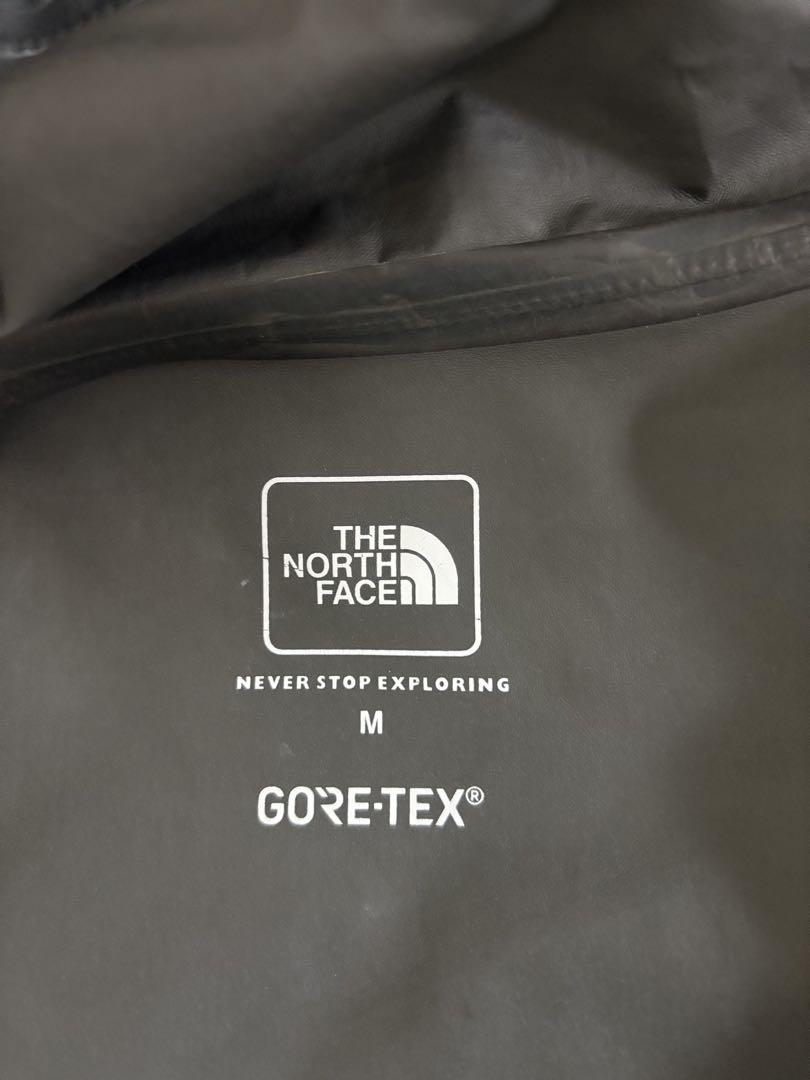 THE
NORTH
FACE
NEVER STOP EXPLORING
M
GORE-TEX®